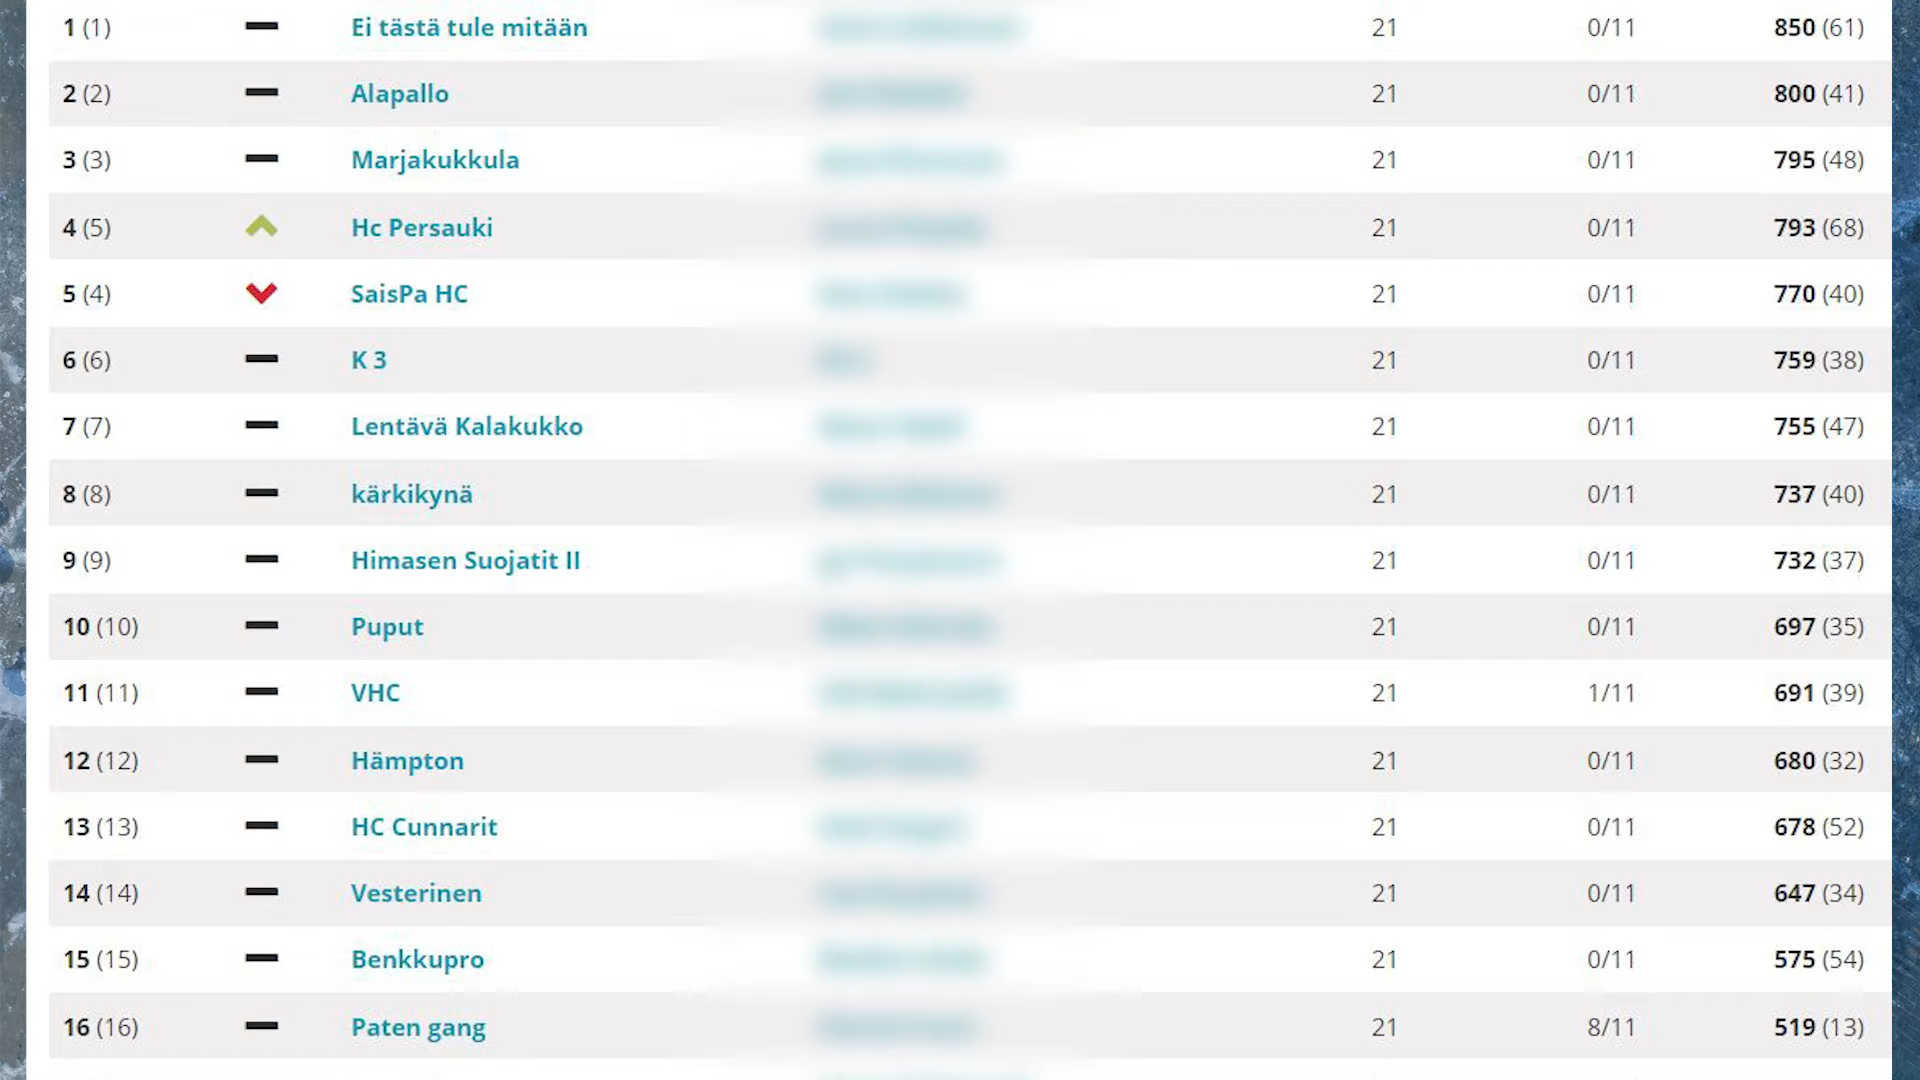 1 (1) Ei tästä tule mitään 21 0/11 850 (61)
2 (2) Alapallo 21 0/11 800 (41)
3 (3) Marjakukkula 21 0/11 795 (48)
4 (5) Hc Persauki 21 0/11 793 (68)
5 (4) SaisPa HC 21 0/11 770 (40)
6 (6) K 3 21 0/11 759 (38)
7 (7) Lentävä Kalakukko 21 0/11 755 (47)
8 (8) kärkikynä 21 0/11 737 (40)
9 (9) Himasen Suojatit II 21 0/11 732 (37)
10 (10) Puput 21 0/11 697 (35)
11 (11) VHC 21 1/11 691 (39)
12 (12) Hämpton 21 0/11 680 (32)
13 (13) HC Cunnarit 21 0/11 678 (52)
14 (14) Vesterinen 21 0/11 647 (34)
15 (15) Benkkupro 21 0/11 575 (54)
16 (16) Paten gang 21 8/11 519 (13)